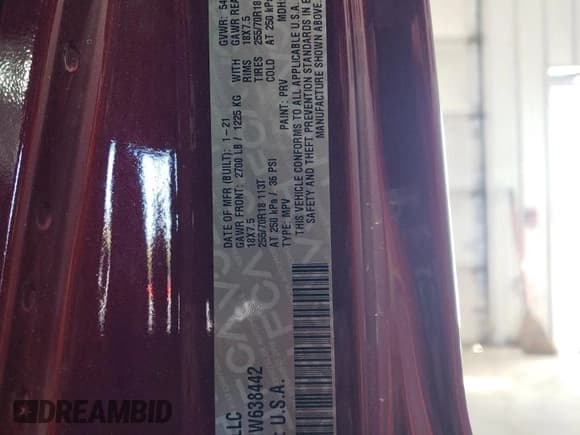 LLC
DATE OF MFR (BUILT): 1-21
GVWR: 54
GAWR FRONT: 2700 LB / 1225 KG WITH
GAWR REA
18X7.5 RIMS 18X7.5
255/70R18 113T TIRES 255/70R18
AT 250 kPa / 36 PSI COLD AT 250 kP
TYPE: MPV PAINT: PRV MDH:
THIS VEHICLE CONFORMS TO ALL APPLICABLE U.S.A.
SAFETY AND THEFT PREVENTION STANDARDS IN E
MANUFACTURE SHOWN ABOVE.
W638442
: U.S.A.
DREAMBID